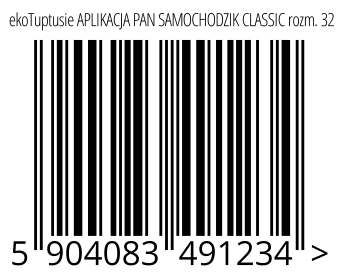 ekoTuptusie APLIKACJA PAN SAMOCHODZIK CLASSIC rozm. 32
5 904083 491234 >